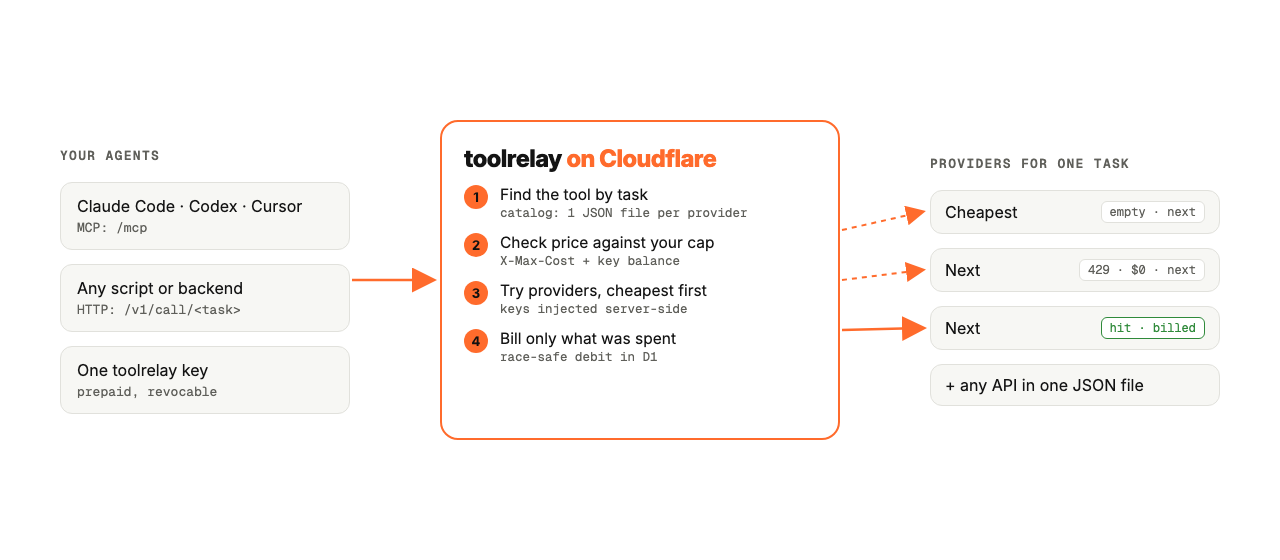 YOUR AGENTS
Claude Code · Codex · Cursor
MCP: /mcp
Any script or backend
HTTP: /v1/call/<task>
One toolrelay key
prepaid, revocable
toolrelay on Cloudflare
1 Find the tool by task
catalog: 1 JSON file per provider
2 Check price against your cap
X-Max-Cost + key balance
3 Try providers, cheapest first
keys injected server-side
4 Bill only what was spent
race-safe debit in D1
PROVIDERS FOR ONE TASK
Cheapest empty · next
Next 429 · $0 · next
Next hit · billed
+ any API in one JSON file